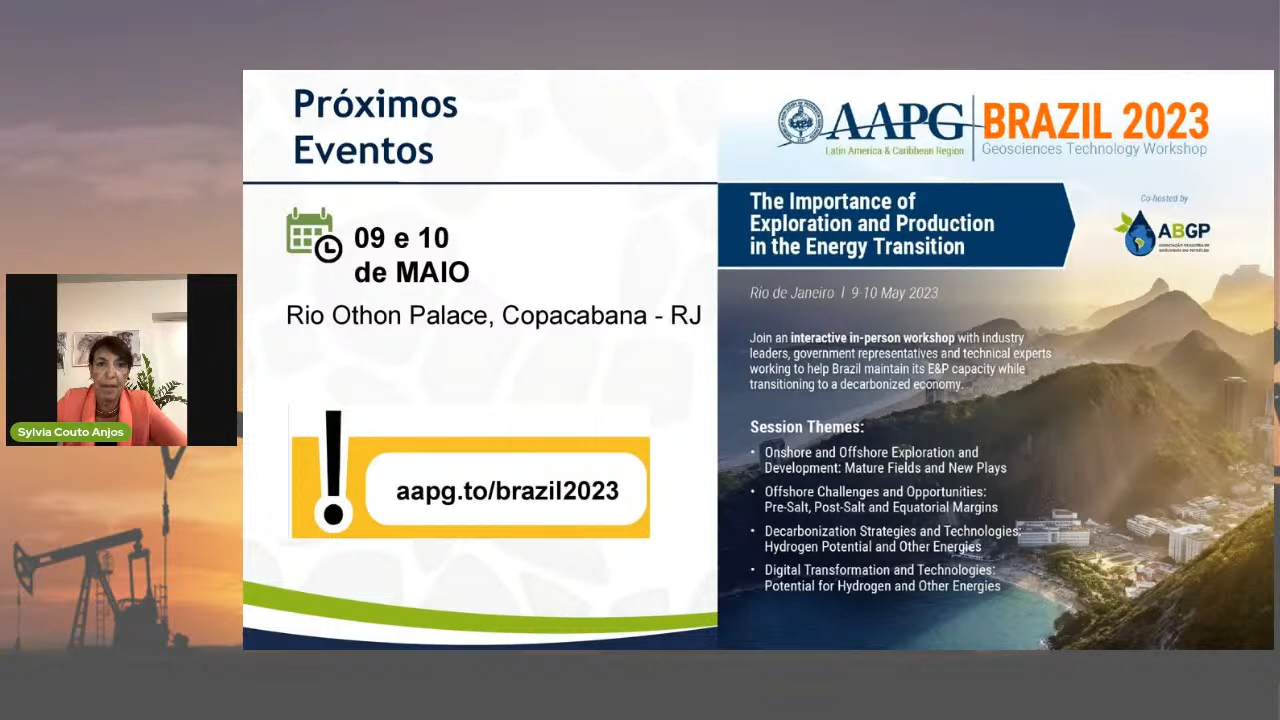 Próximos
Eventos
09 e 10
de MAIO
Rio Othon Palace, Copacabana - RJ
aapg.to/brazil2023
Sylvia Couto Anjos
AAPG
Latin America & Caribbean Region
BRAZIL 2023
Geosciences Technology Workshop
The Importance of
Exploration and Production
in the Energy Transition
Co-hosted by
ABGP
Rio de Janeiro | 9-10 May 2023
Join an interactive in-person workshop with industry
leaders, government representatives and technical experts
working to help Brazil maintain its E&P capacity while
transitioning to a decarbonized economy.
Session Themes:
• Onshore and Offshore Exploration and
Development: Mature Fields and New Plays
• Offshore Challenges and Opportunities:
Pre-Salt, Post-Salt and Equatorial Margins
• Decarbonization Strategies and Technologies:
Hydrogen Potential and Other Energies
• Digital Transformation and Technologies:
Potential for Hydrogen and Other Energies